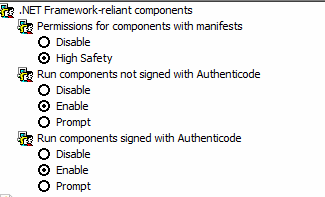 .NET Framework-reliant components
Permissions for components with manifests
Disable
High Safety
Run components not signed with Authenticode
Disable
Enable
Prompt
Run components signed with Authenticode
Disable
Enable
Prompt